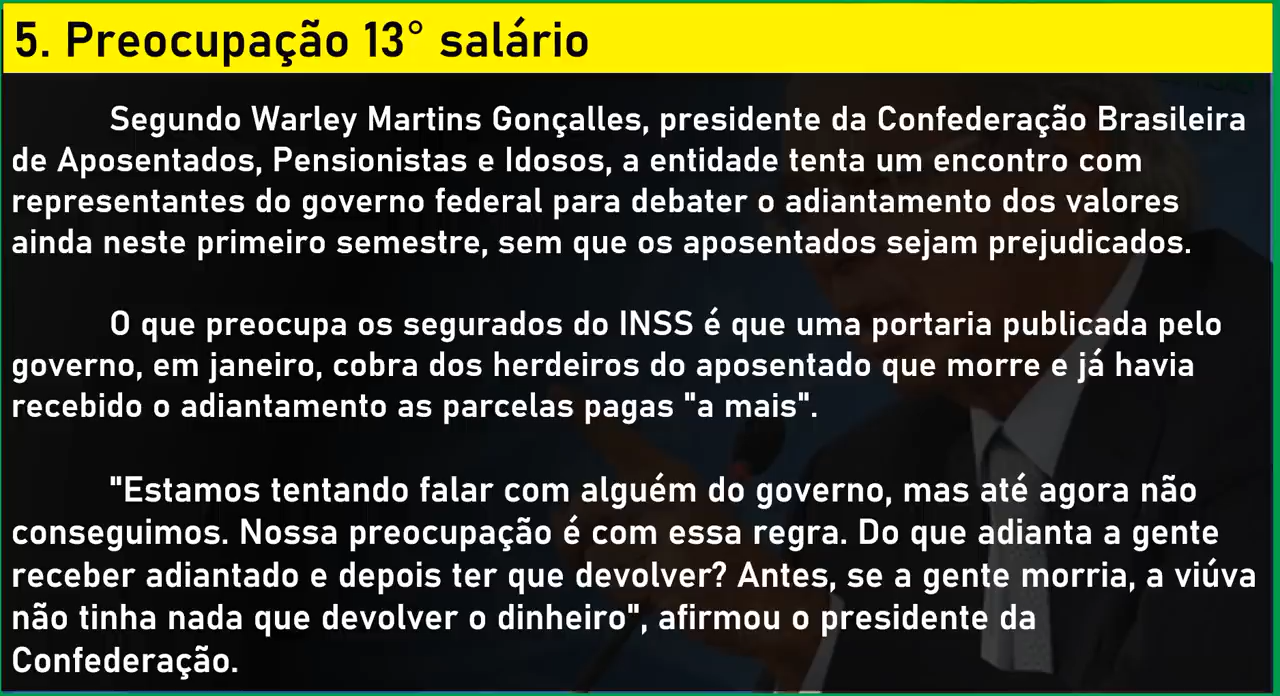 5. Preocupação 13° salário
Segundo Warley Martins Gonçalles, presidente da Confederação Brasileira
de Aposentados, Pensionistas e Idosos, a entidade tenta um encontro com
representantes do governo federal para debater o adiantamento dos valores
ainda neste primeiro semestre, sem que os aposentados sejam prejudicados.
O que preocupa os segurados do INSS é que uma portaria publicada pelo
governo, em janeiro, cobra dos herdeiros do aposentado que morre e já havia
recebido o adiantamento as parcelas pagas "a mais".
"Estamos tentando falar com alguém do governo, mas até agora não
conseguimos. Nossa preocupação é com essa regra. Do que adianta a gente
receber adiantado e depois ter que devolver? Antes, se a gente morria, a viúva
não tinha nada que devolver o dinheiro", afirmou o presidente da
Confederação.